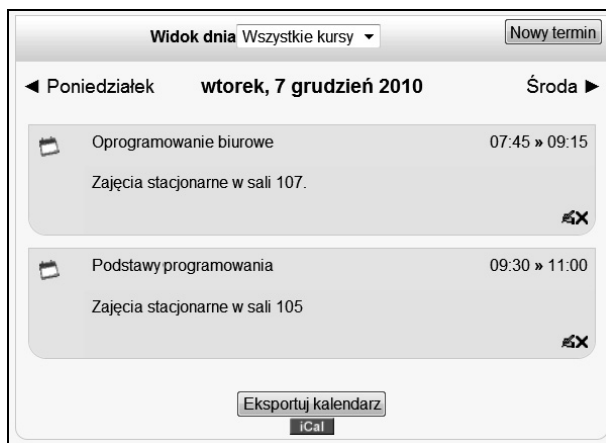 Widok dnia Wszystkie kursy Nowy termin
◄ Poniedziałek wtorek, 7 grudzień 2010 Środa ►
Oprogramowanie biurowe 07:45 » 09:15
Zajęcia stacjonarne w sali 107.
Podstawy programowania 09:30 » 11:00
Zajęcia stacjonarne w sali 105
Eksportuj kalendarz
iCal